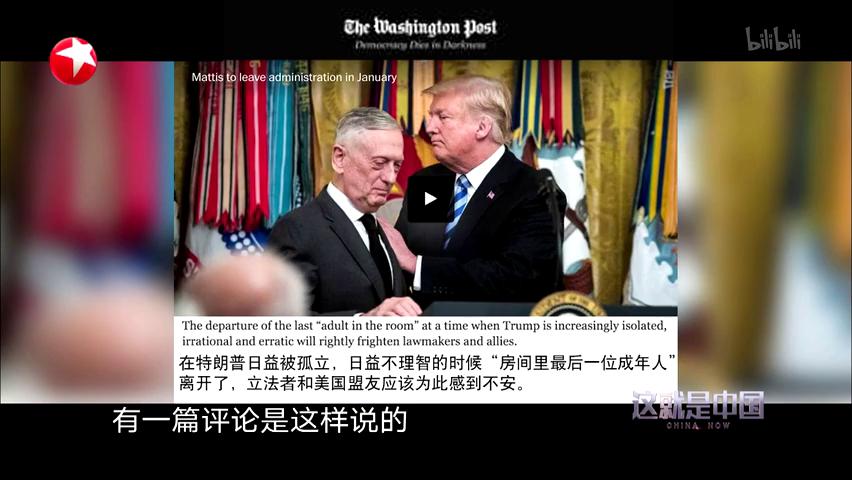 The Washington Post
Democracy Dies in Darkness
bilibili
Mattis to leave administration in January
The departure of the last “adult in the room” at a time when Trump is increasingly isolated,
irrational and erratic will rightly frighten lawmakers and allies.
在特朗普日益被孤立，日益不理智的时候“房间里最后一位成年人”
离开了，立法者和美国盟友应该为此感到不安。
这就是中国
CHINA NOW
有一篇评论是这样说的